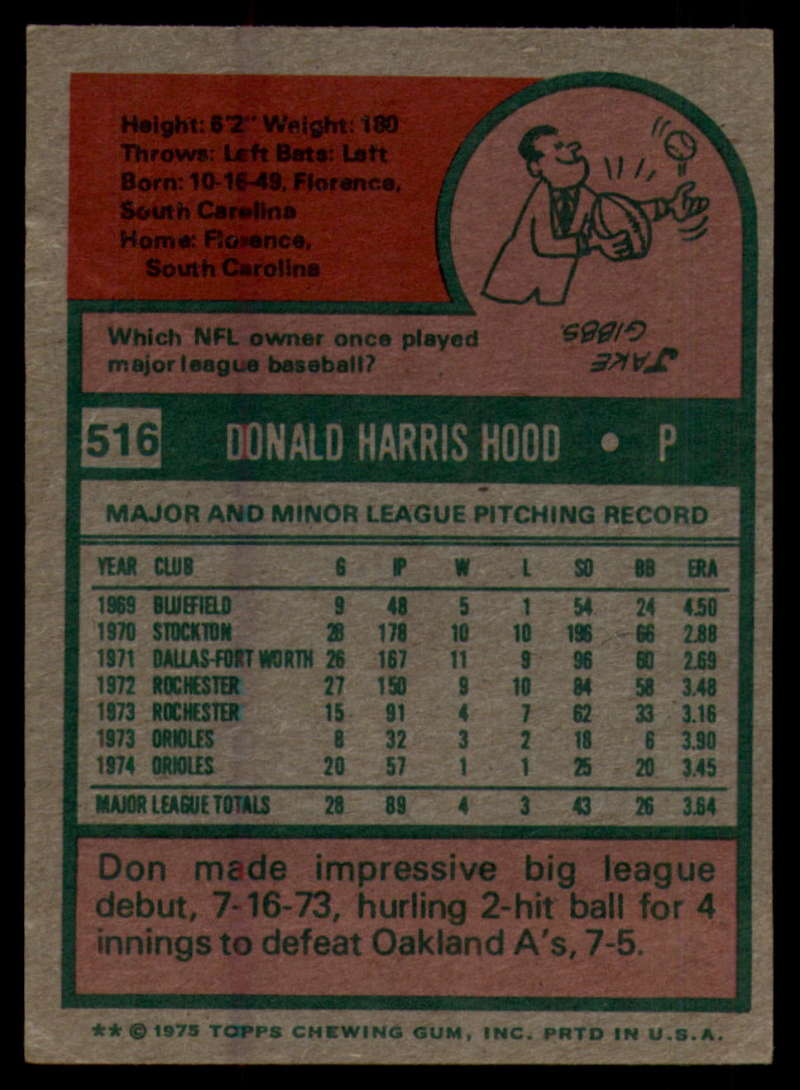 Height: 6'2" Weight: 180
Throws: Left Bats: Left
Born: 10-16-49, Florence,
South Carolina
Home: Florence,
South Carolina
Which NFL owner once played
major league baseball?
JAKE
GIBBS.
516 DONALD HARRIS HOOD • P
MAJOR AND MINOR LEAGUE PITCHING RECORD
YEAR CLUB G IP W L SO BB ERA
1969 BLUEFIELD 9 48 5 1 54 24 4.50
1970 STOCKTON 28 178 10 10 196 66 2.88
1971 DALLAS-FORT WORTH 26 167 11 9 96 60 2.69
1972 ROCHESTER 27 150 9 10 84 58 3.48
1973 ROCHESTER 15 91 4 7 62 33 3.16
1973 ORIOLES 8 32 3 2 18 6 3.90
1974 ORIOLES 20 57 1 1 25 20 3.45
MAJOR LEAGUE TOTALS 28 89 4 3 43 26 3.64
Don made impressive big league
debut, 7-16-73, hurling 2-hit ball for 4
innings to defeat Oakland A's, 7-5.
** © 1975 TOPPS CHEWING GUM, INC. PRTD IN U.S.A.